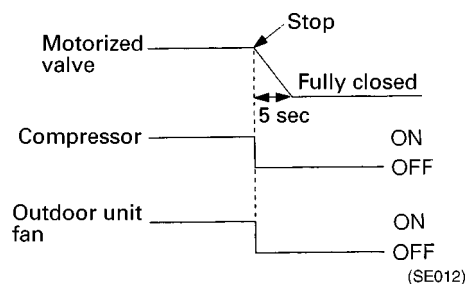 Stop
Motorized
valve
Fully closed
5 sec
Compressor
ON
OFF
Outdoor unit
fan
ON
OFF
(SE012)